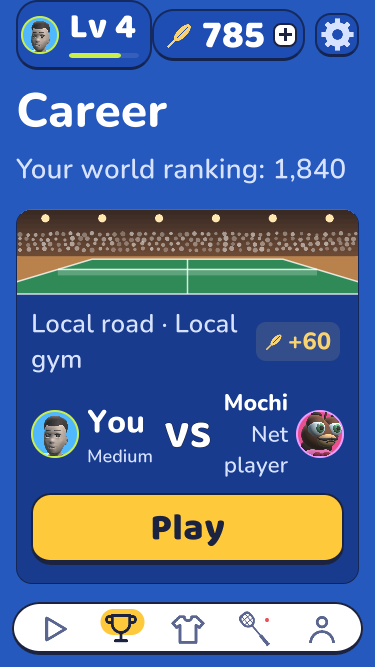 Lv 4
785
Career
Your world ranking: 1,840
Local road · Local
gym
+60
You
Medium
VS
Mochi
Net
player
Play